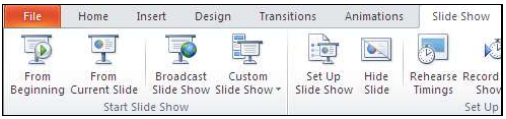 File Home Insert Design Transitions Animations Slide Show
From Beginning From Current Slide Broadcast Slide Show Custom Slide Show Set Up Slide Show Hide Slide Rehearse Timings Record Show
Start Slide Show Set Up